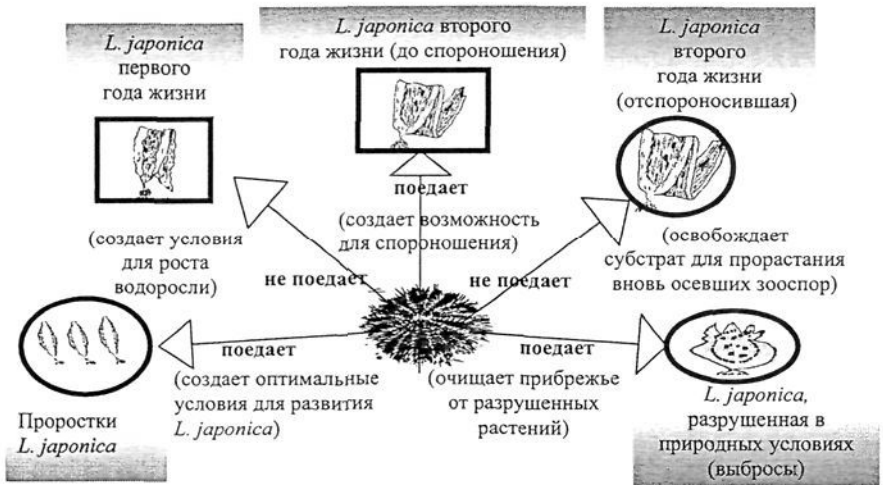 L. japonica
первого
года жизни
L. japonica второго
года жизни (до спороношения)
L. japonica
второго
года жизни
(отспороносившая)
поедает
(создает возможность
для спороношения)
(создает условия
для роста
водоросли)
не поедает
не поедает
(освобождает
субстрат для прорастания
вновь осевших зооспор)
поедает
(создает оптимальные
условия для развития
L. japonica)
поедает
(очищает прибрежье
от разрушенных
растений)
Проростки
L. japonica
L. japonica,
разрушенная в
природных условиях
(выбросы)